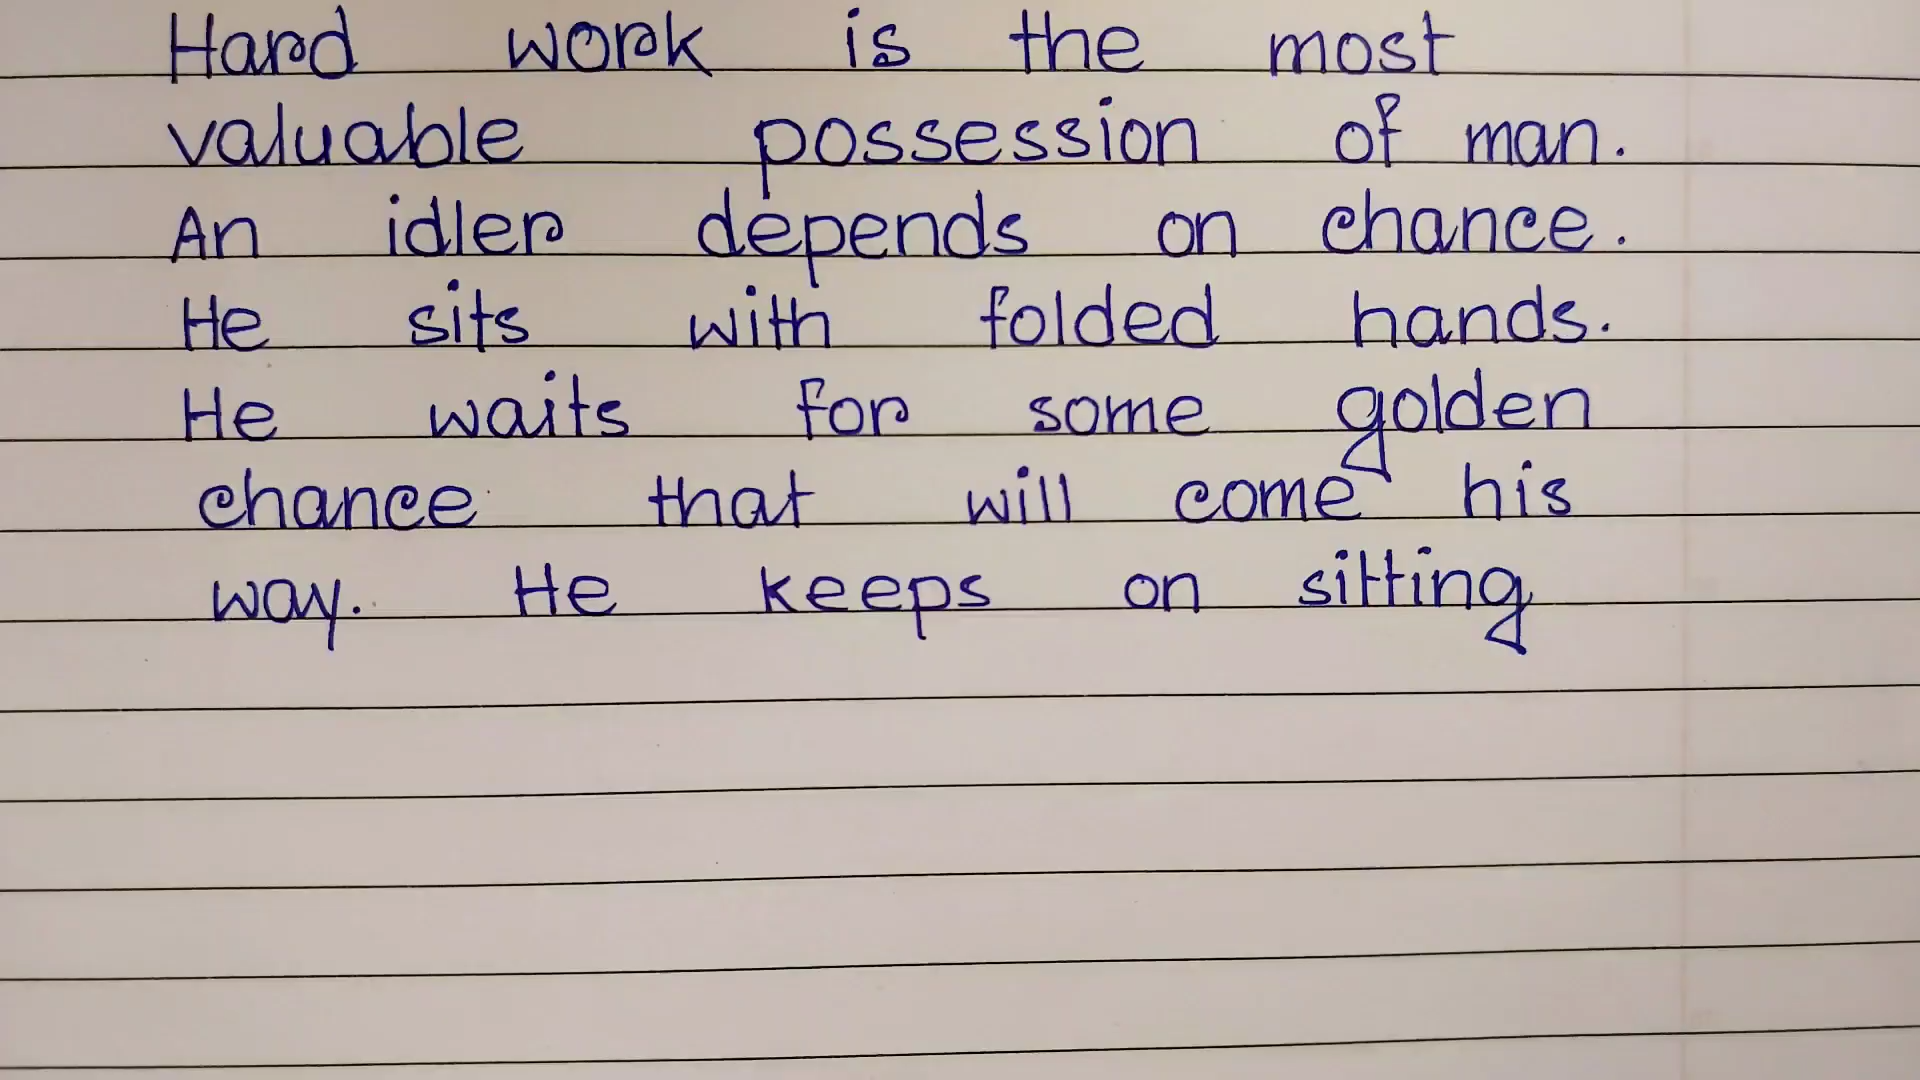 Hard work is the most
valuable possession of man.
An idler depends on chance.
He sits with folded hands.
He waits for some golden
chance that will come his
way. He keeps on sitting